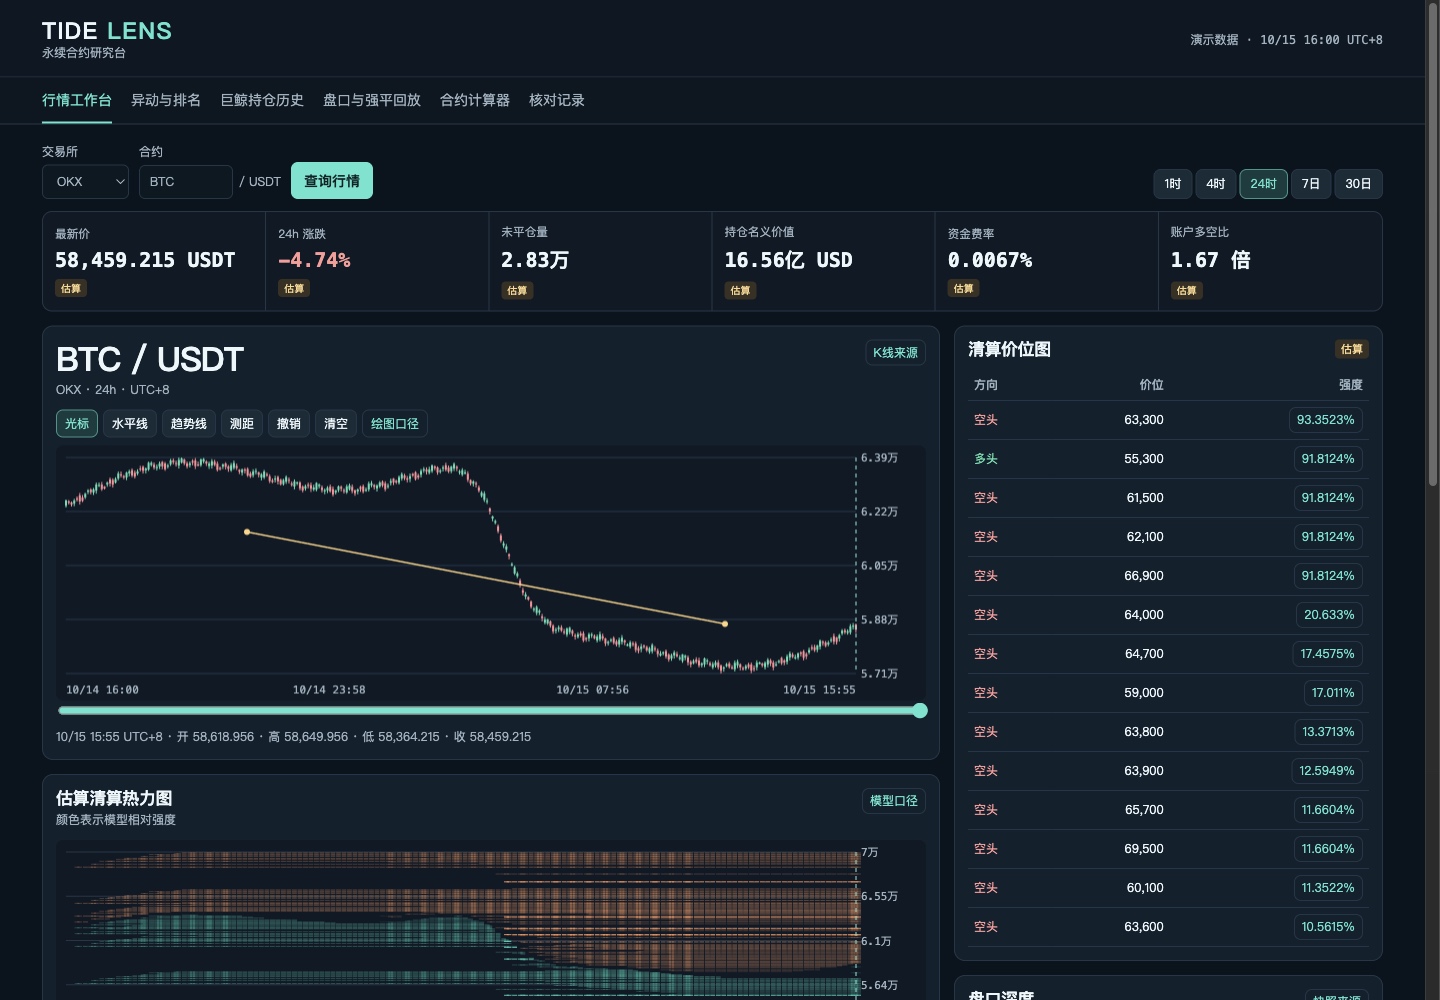 TIDE LENS
永续合约研究台
演示数据 · 10/15 16:00 UTC+8
行情工作台 异动与排名 巨鲸持仓历史 盘口与强平回放 合约计算器 核对记录
交易所 合约
OKX BTC / USDT 查询行情
1时 4时 24时 7日 30日
最新价 24h 涨跌 未平仓量 持仓名义价值 资金费率 账户多空比
58,459.215 USDT −4.74% 2.83万 16.56亿 USD 0.0067% 1.67 倍
估算 估算 估算 估算 估算 估算
BTC / USDT
K线来源
OKX · 24h · UTC+8
光标 水平线 趋势线 测距 撤销 清空 绘图口径
6.39万
6.22万
6.05万
5.88万
5.71万
10/14 16:00 10/14 23:58 10/15 07:56 10/15 15:55
10/15 15:55 UTC+8 · 开 58,618.956 · 高 58,649.956 · 低 58,364.215 · 收 58,459.215
估算清算热力图
模型口径
颜色表示模型相对强度
7万
6.55万
6.1万
5.64万
清算价位图 估算
方向 价位 强度
空头 63,300 93.3523%
多头 55,300 91.8124%
空头 61,500 91.8124%
空头 62,100 91.8124%
空头 66,900 91.8124%
空头 64,000 20.633%
空头 64,700 17.4575%
空头 59,000 17.011%
空头 63,800 13.3713%
空头 63,900 12.5949%
空头 65,700 11.6604%
空头 69,500 11.6604%
空头 60,100 11.3522%
空头 63,600 10.5615%
盘口深度 快照来源